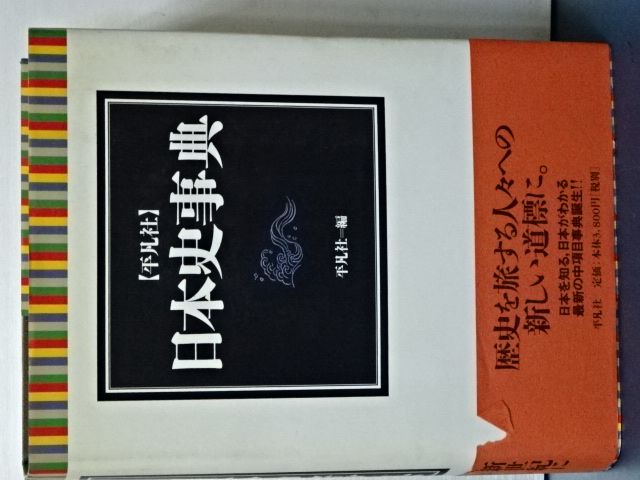 【平凡社】
日本史事典
平凡社=編
歴史を旅する人々への
新しい道標に。
日本を知る,日本がわかる
最新の中項目事典誕生!!
平凡社 定価:本体3,800円[税別]